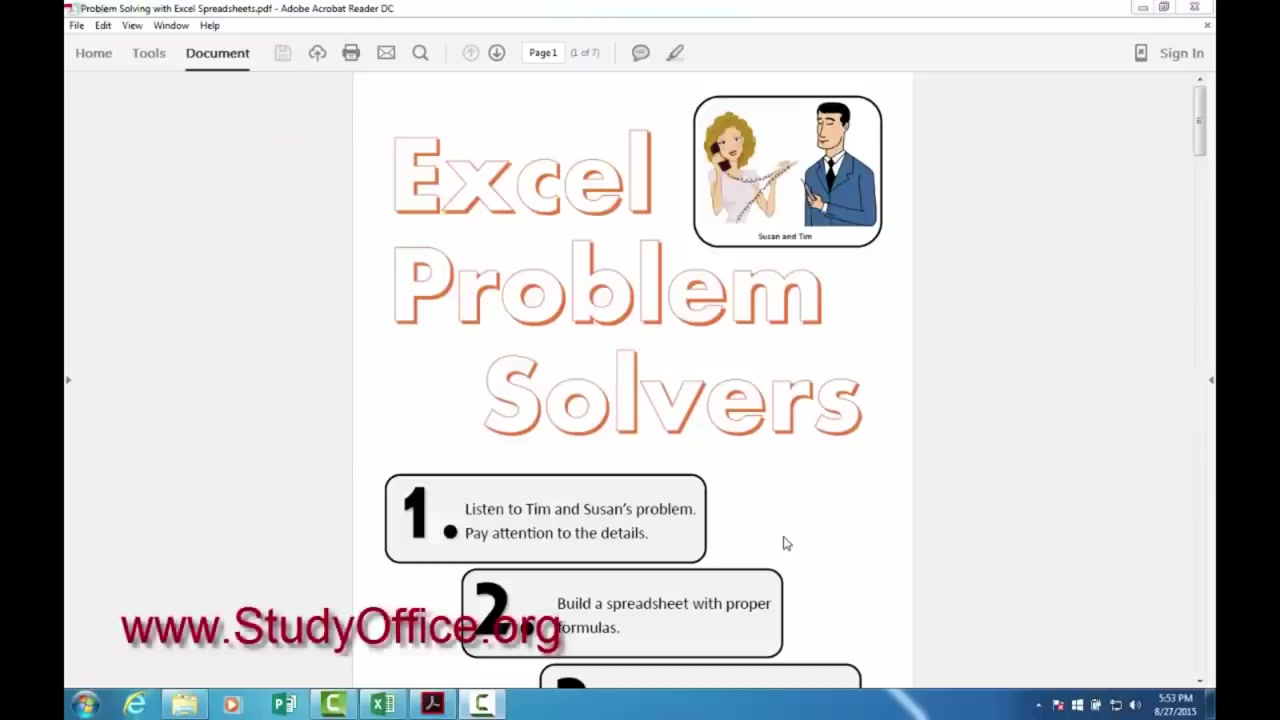 Problem Solving with Excel Spreadsheets.pdf - Adobe Acrobat Reader DC
File Edit View Window Help
Home Tools Document Page 1 (1 of 7) Sign In
Susan and Tim
Excel
Problem
Solvers
1. Listen to Tim and Susan's problem.
Pay attention to the details.
2. Build a spreadsheet with proper
formulas.
www.StudyOffice.org
5:53 PM
8/27/2015